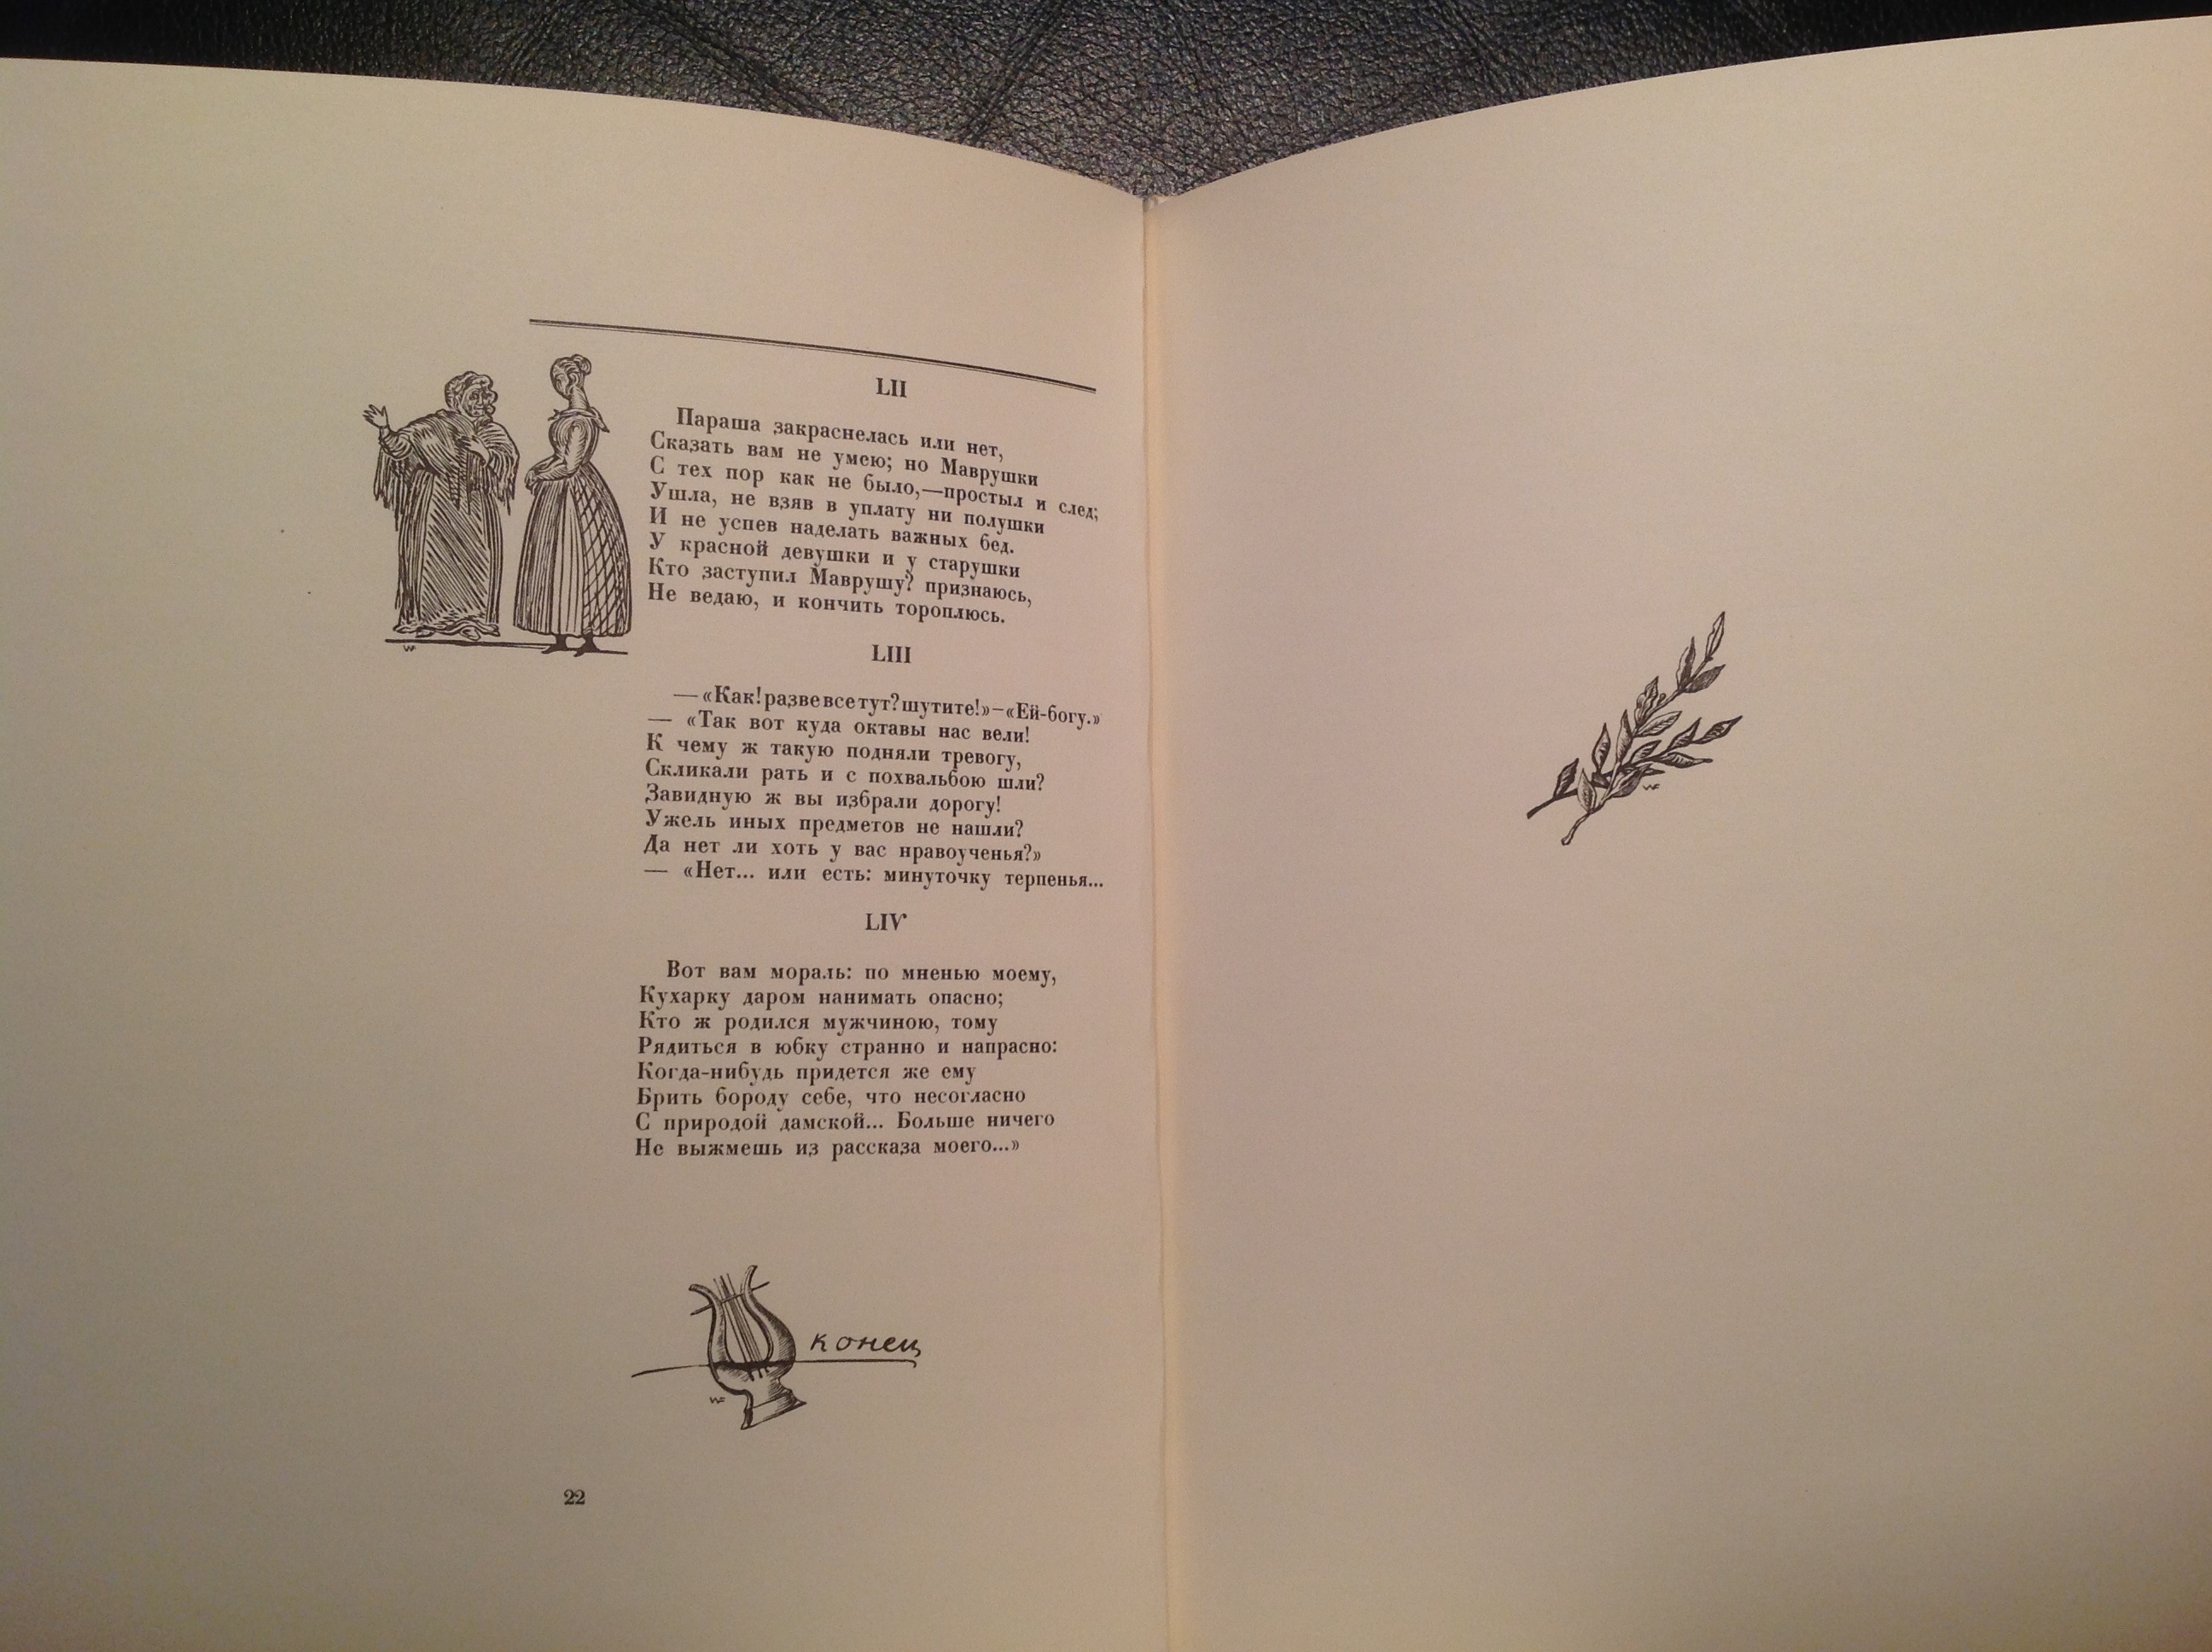 LII
Параша закраснелась или нет,
Сказать вам не умею; но Маврушки
С тех пор как не было,—простыл и след;
Ушла, не взяв в уплату ни полушки
И не успев наделать важных бед.
У красной девушки и у старушки
Кто заступил Маврушу? признаюсь,
Не ведаю, и кончить тороплюсь.
LIII
— «Как! разве все тут? шутите!» – «Ей-богу.»
— «Так вот куда октавы нас вели!
К чему ж такую подняли тревогу,
Скликали рать и с похвальбою шли?
Завидную ж вы избрали дорогу!
Ужель иных предметов не нашли?
Да нет ли хоть у вас нравоученья?»
— «Нет... или есть: минуточку терпенья...
LIV
Вот вам мораль: по мненью моему,
Кухарку даром нанимать опасно;
Кто ж родился мужчиною, тому
Рядиться в юбку странно и напрасно:
Когда-нибудь придется же ему
Брить бороду себе, что несогласно
С природой дамской... Больше ничего
Не выжмешь из рассказа моего...»
конец
22